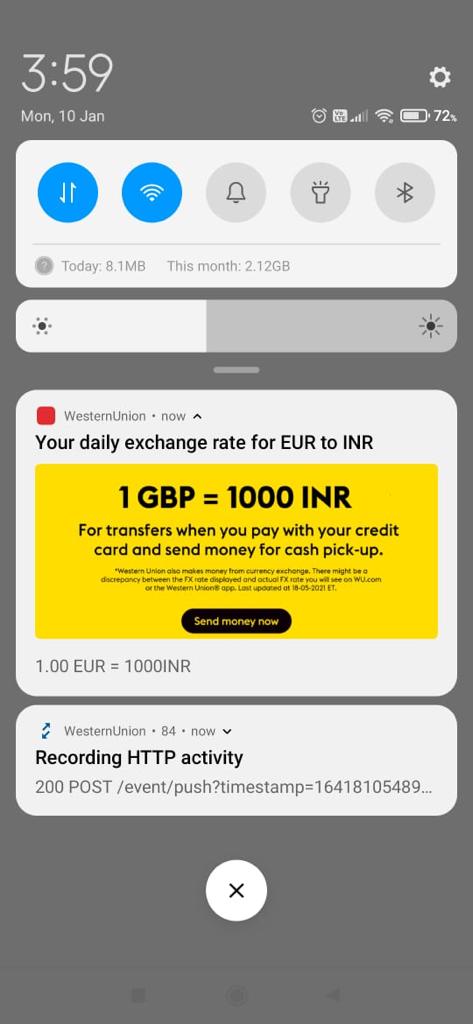 3:59
Mon, 10 Jan
Vo
LTE
72%
Today: 8.1MB This month: 2.12GB
WesternUnion • now
Your daily exchange rate for EUR to INR
1 GBP = 1000 INR
For transfers when you pay with your credit
card and send money for cash pick-up.
*Western Union also makes money from currency exchange. There might be a
discrepancy between the FX rate displayed and actual FX rate you will see on WU.com
or the Western Union® app. Last updated at 18-05-2021 ET.
Send money now
1.00 EUR = 1000INR
WesternUnion • 84 • now
Recording HTTP activity
200 POST /event/push?timestamp=16418105489...